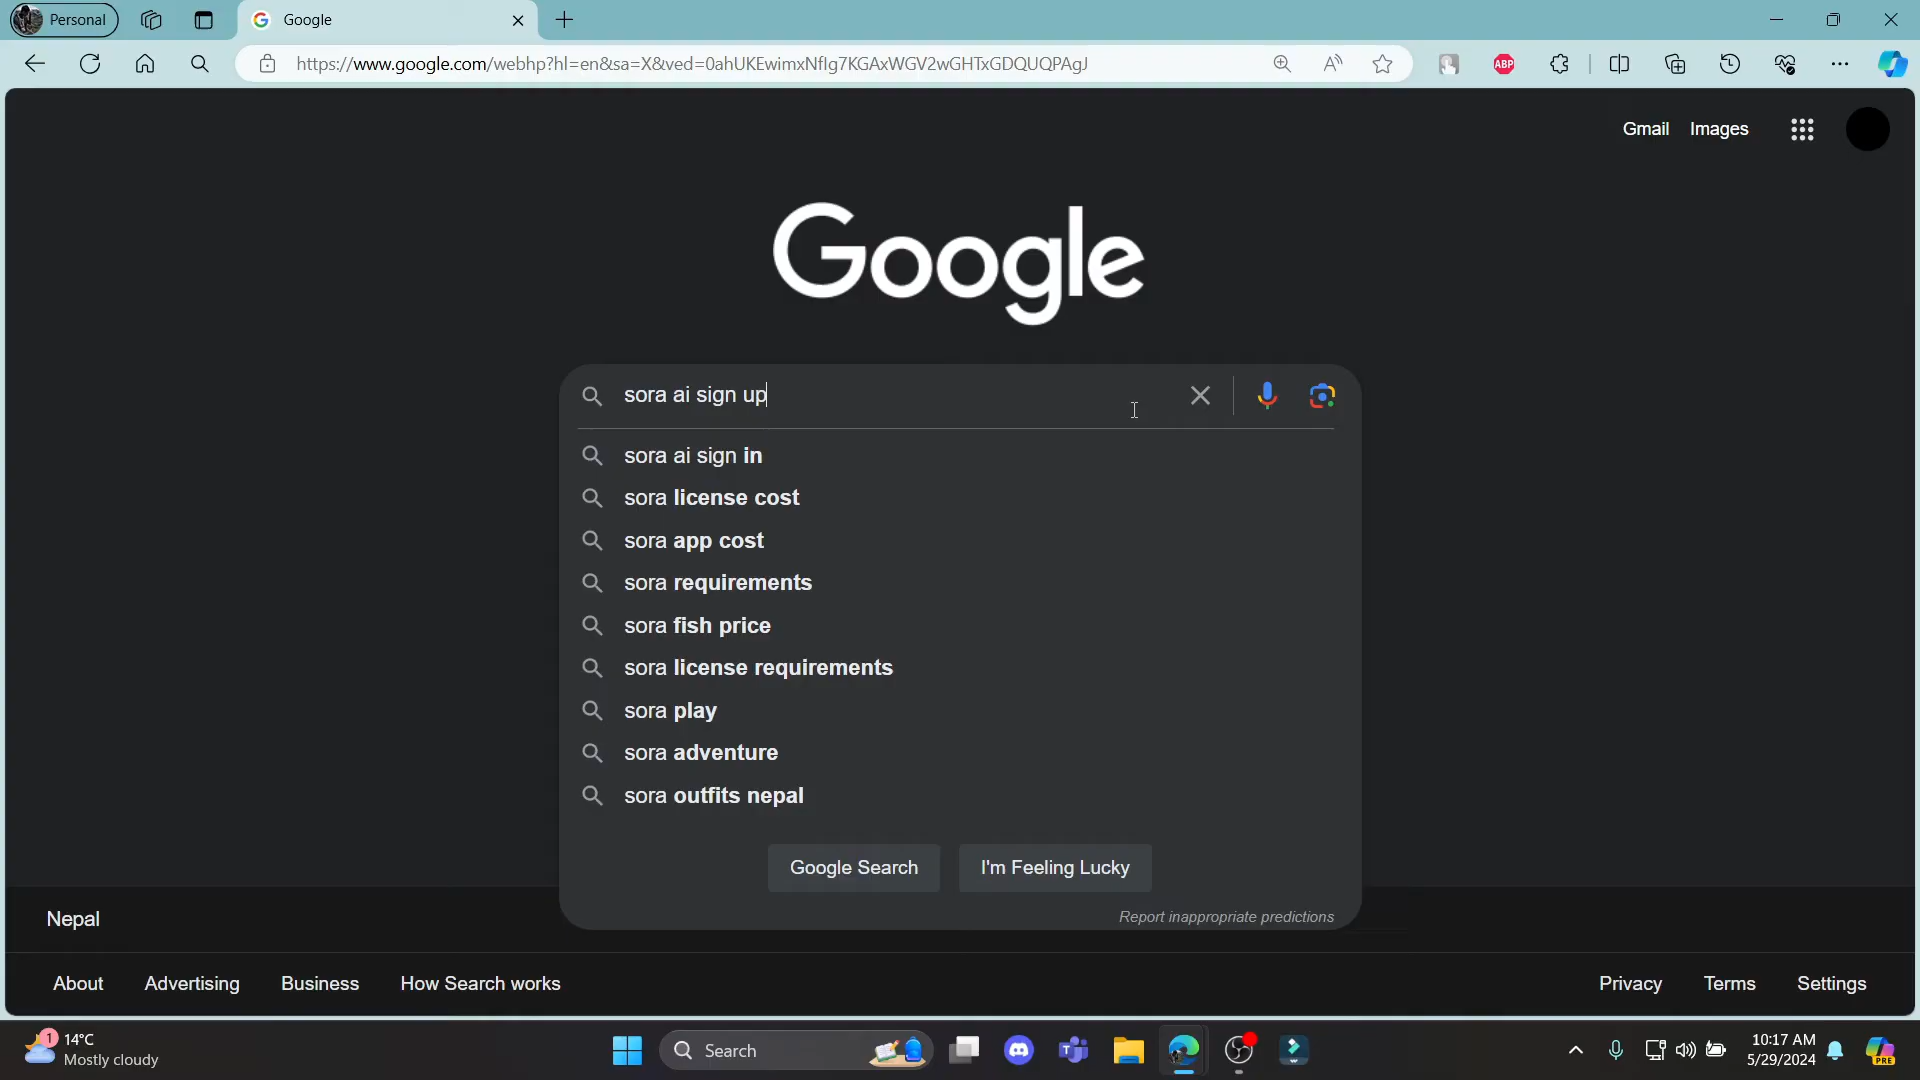 Personal
Google
https://www.google.com/webhp?hl=en&sa=X&ved=0ahUKEwimxNflg7KGAxWGV2wGHTxGDQUQPAgJ
ABP
Gmail Images
Google
sora ai sign up
sora ai sign in
sora license cost
sora app cost
sora requirements
sora fish price
sora license requirements
sora play
sora adventure
sora outfits nepal
Google Search I'm Feeling Lucky
Report inappropriate predictions
Nepal
About Advertising Business How Search works Privacy Terms Settings
1 14°C
Mostly cloudy
Search
10:17 AM
5/29/2024
PRE